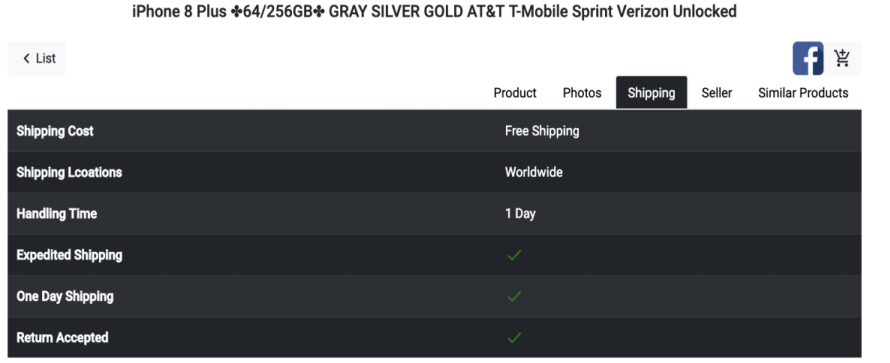 iPhone 8 Plus ✤64/256GB✤ GRAY SILVER GOLD AT&T T-Mobile Sprint Verizon Unlocked
< List
Product Photos Shipping Seller Similar Products
Shipping Cost Free Shipping
Shipping Lcoations Worldwide
Handling Time 1 Day
Expedited Shipping ✓
One Day Shipping ✓
Return Accepted ✓